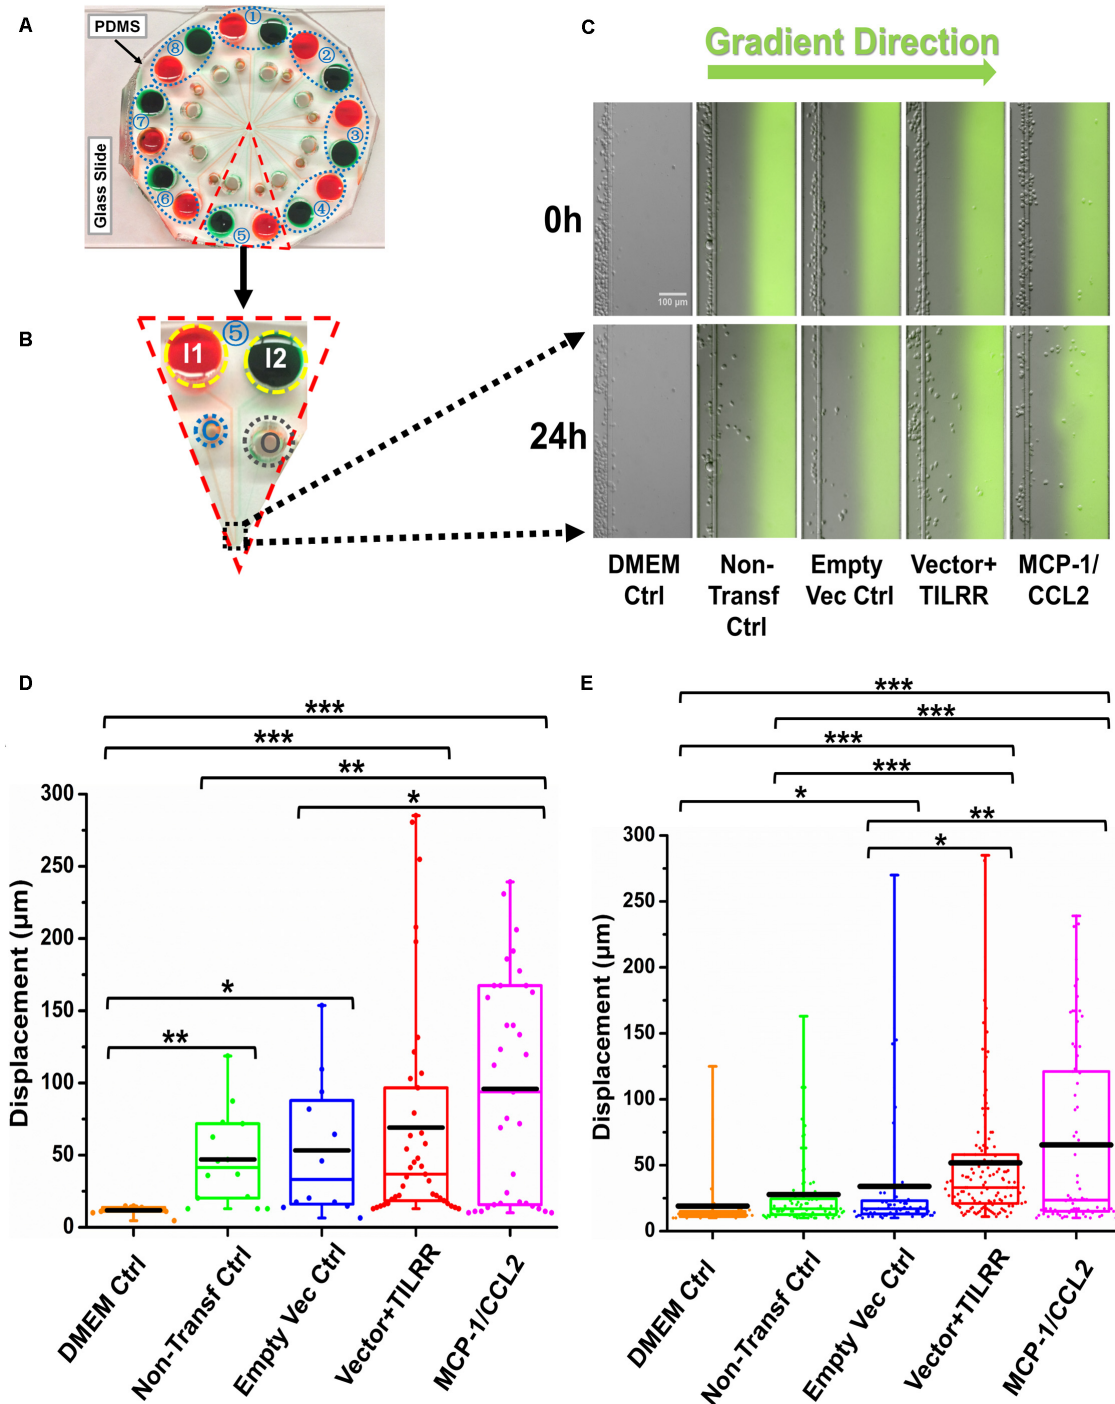 A
PDMS
Glass Slide
①
②
③
④
⑤
⑥
⑦
⑧
B
⑤
I1
I2
C
O
C
Gradient Direction
0h
100 µm
24h
DMEM
Ctrl
Non-
Transf
Ctrl
Empty
Vec Ctrl
Vector+
TILRR
MCP-1/
CCL2
D
***
***
**
*
*
**
Displacement (µm)
300
250
200
150
100
50
0
DMEM Ctrl
Non-Transf Ctrl
Empty Vec Ctrl
Vector+TILRR
MCP-1/CCL2
E
***
***
***
***
*
**
*
Displacement (µm)
300
250
200
150
100
50
0
DMEM Ctrl
Non-Transf Ctrl
Empty Vec Ctrl
Vector+TILRR
MCP-1/CCL2